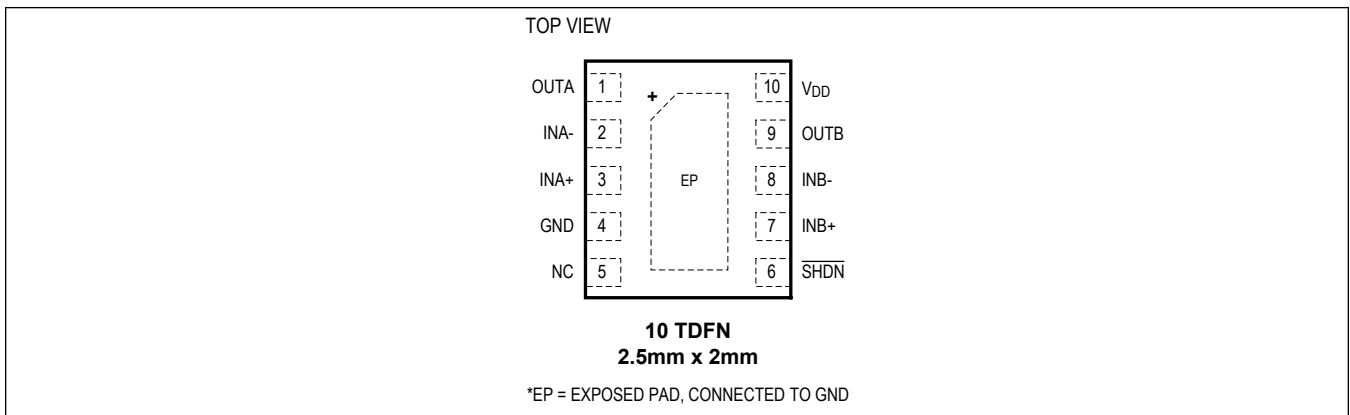 TOP VIEW
OUTA 1 + 10 VDD
INA- 2 9 OUTB
INA+ 3 EP 8 INB-
GND 4 7 INB+
NC 5 6 SHDN
10 TDFN
2.5mm x 2mm
*EP = EXPOSED PAD, CONNECTED TO GND